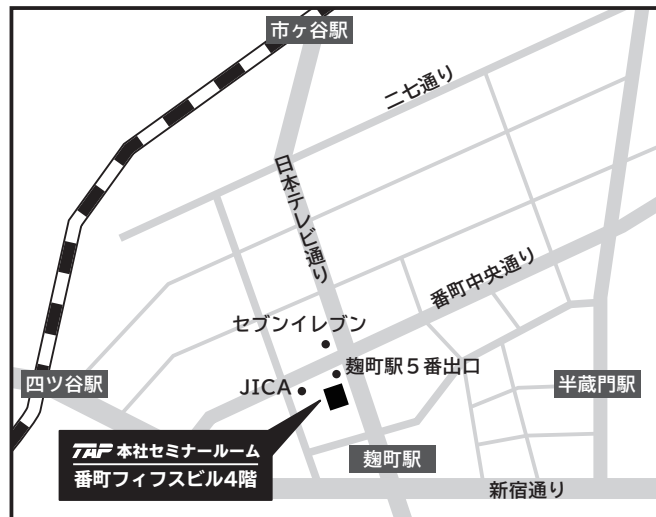 市ヶ谷駅
二七通り
日本テレビ通り
番町中央通り
セブンイレブン
麹町駅5番出口
JICA
四ツ谷駅
半蔵門駅
TAP 本社セミナールーム
番町フィフスビル4階
麹町駅
新宿通り